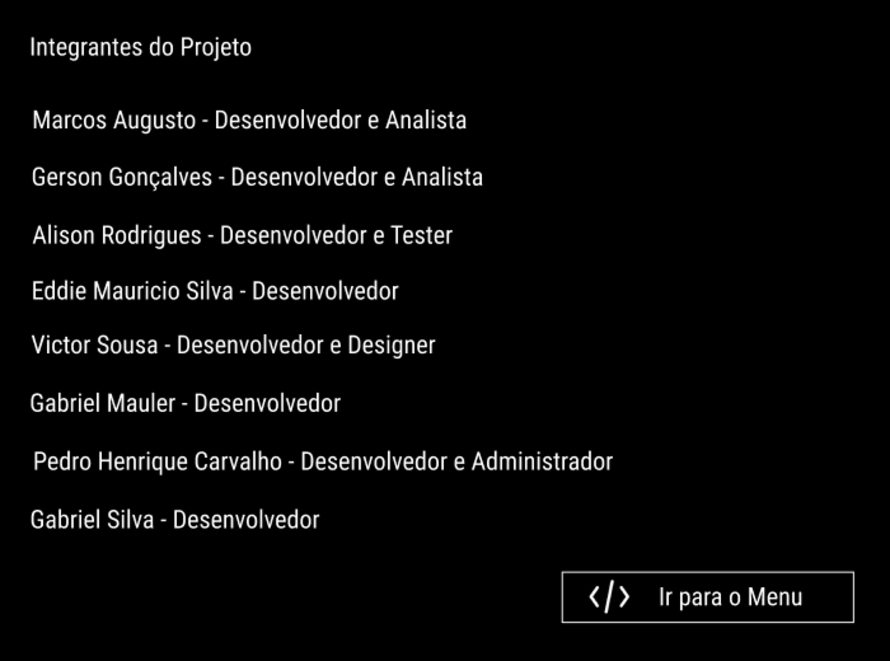 Integrantes do Projeto
Marcos Augusto - Desenvolvedor e Analista
Gerson Gonçalves - Desenvolvedor e Analista
Alison Rodrigues - Desenvolvedor e Tester
Eddie Mauricio Silva - Desenvolvedor
Victor Sousa - Desenvolvedor e Designer
Gabriel Mauler - Desenvolvedor
Pedro Henrique Carvalho - Desenvolvedor e Administrador
Gabriel Silva - Desenvolvedor
</> Ir para o Menu